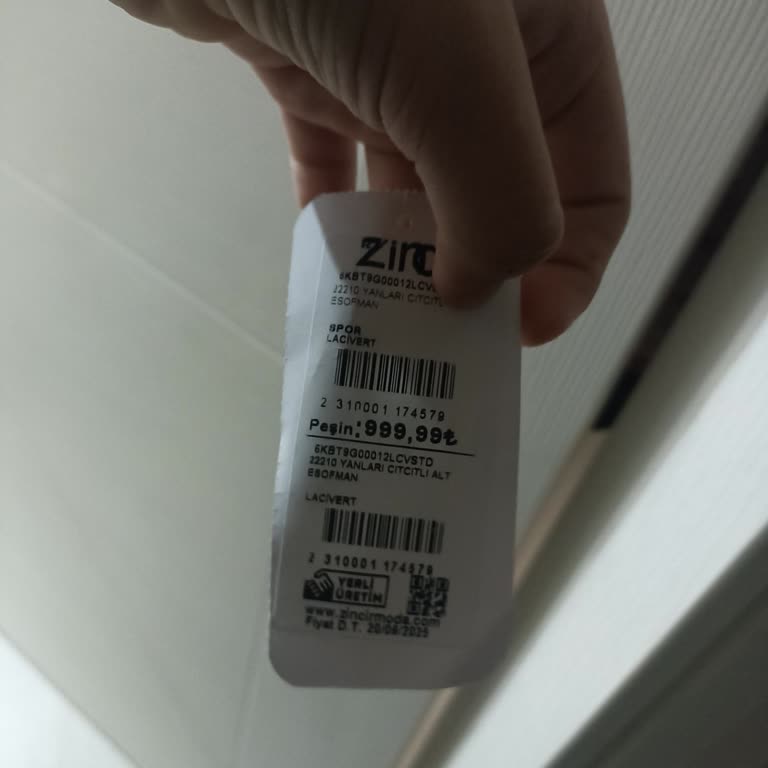 Zinc
6KBT9G00012LCVS
22210 YANLARI CITCITL
ESOFMAN
SPOR
LACİVERT
2 310001 174579
Peşin:999,99₺
6KBT9G00012LCVSTD
22210 YANLARI CITCITLI ALT
ESOFMAN
LACİVERT
2 310001 174579
YERLİ
ÜRETİM
www.zincirmoda.com
Fiyat D.T. 20/08/2025